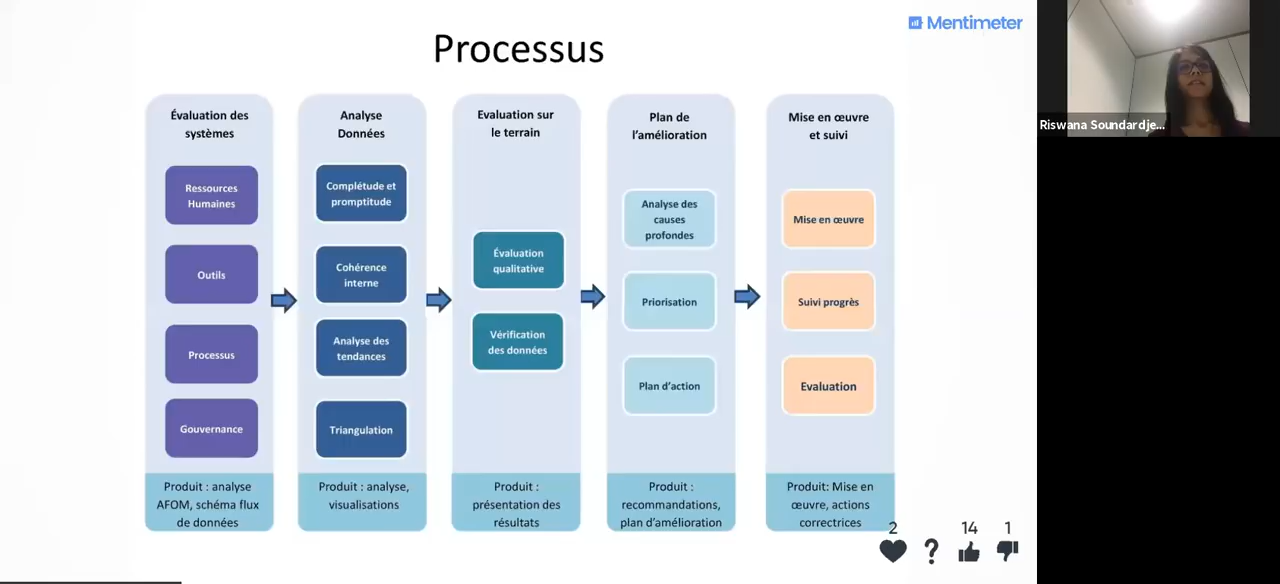 Mentimeter
Processus
Évaluation des
systèmes
Ressources
Humaines
Outils
Processus
Gouvernance
Produit : analyse
AFOM, schéma flux
de données
Analyse
Données
Complétude et
promptitude
Cohérence
interne
Analyse des
tendances
Triangulation
Produit : analyse,
visualisations
Evaluation sur
le terrain
Évaluation
qualitative
Vérification
des données
Produit :
présentation des
résultats
Plan de
l’amélioration
Analyse des
causes
profondes
Priorisation
Plan d’action
Produit :
recommandations,
plan d’amélioration
Mise en œuvre
et suivi
Mise en œuvre
Suivi progrès
Evaluation
Produit: Mise en
œuvre, actions
correctrices
2 14 1
?
Riswana Soundardje...